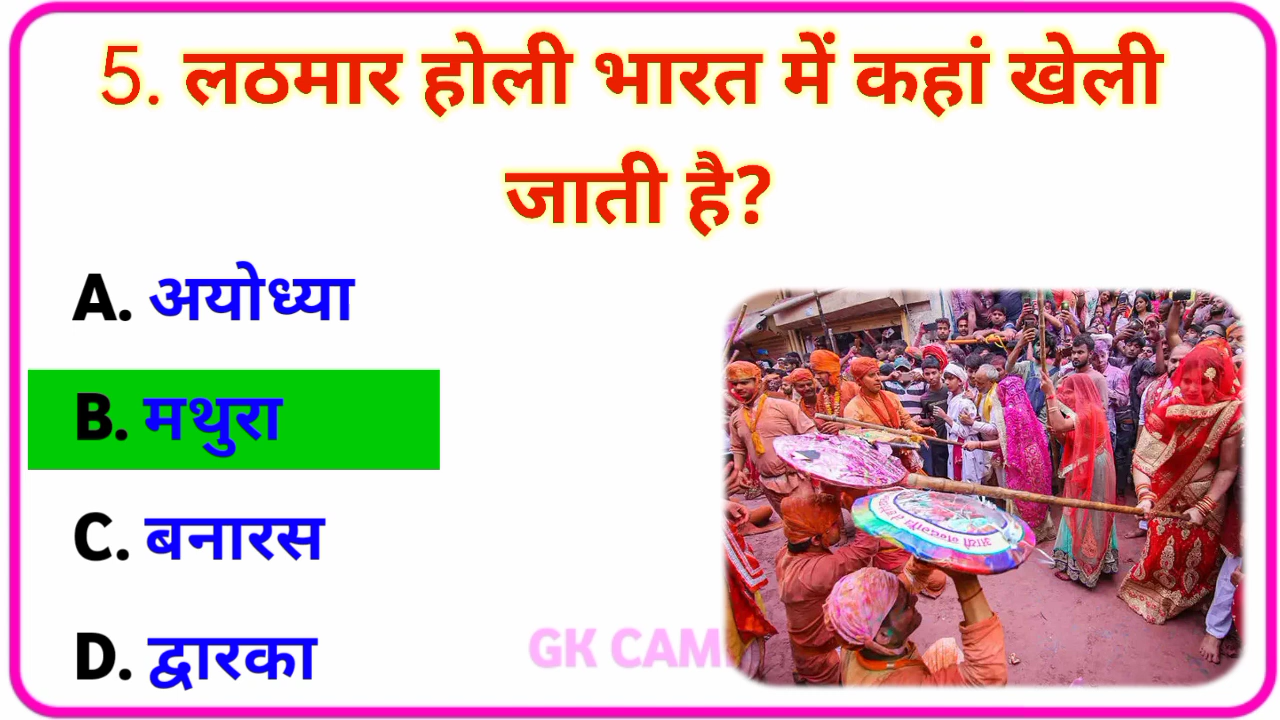 5. लठमार होली भारत में कहां खेली
जाती है?
A. अयोध्या
B. मथुरा
C. बनारस
D. द्वारका
GK CAM